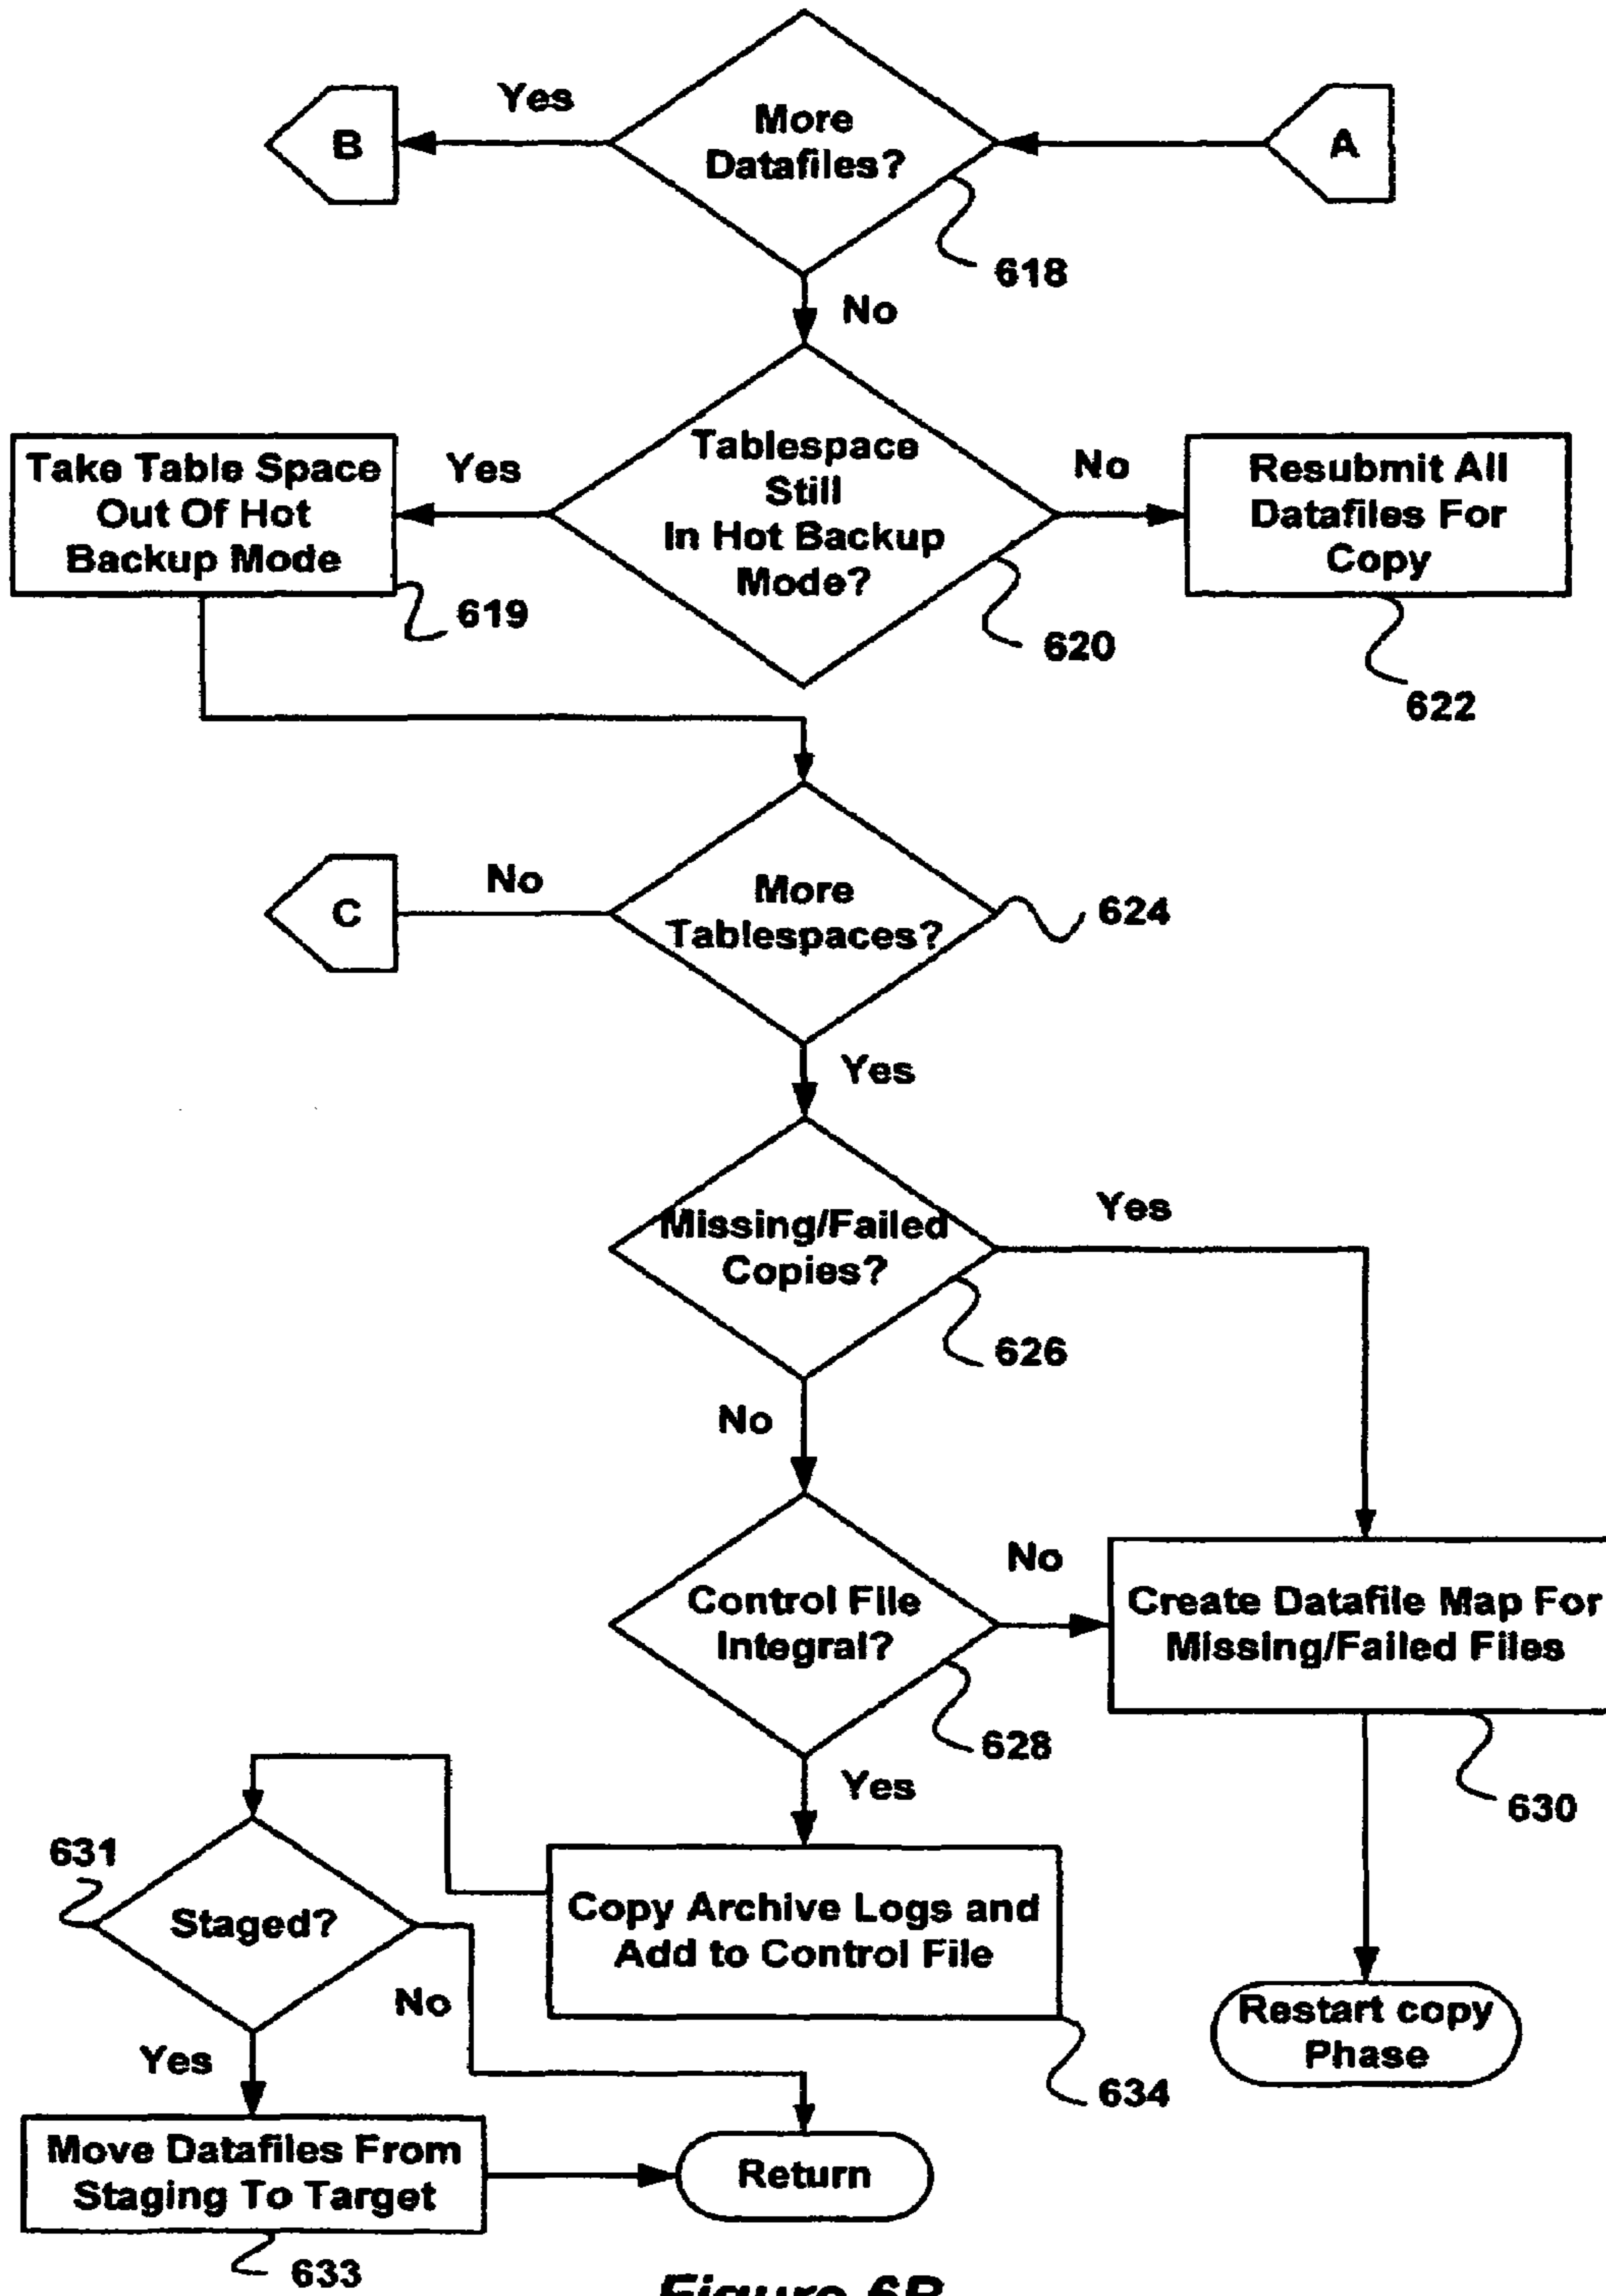 Yes
B
More
Datafiles?
A
618
No
Take Table Space
Out Of Hot
Backup Mode
Yes
Tablespace
Still
In Hot Backup
Mode?
No
Resubmit All
Datafiles For
Copy
619
620
622
C
No
More
Tablespaces?
624
Yes
Missing/Failed
Copies?
Yes
626
No
Control File
Integral?
No
Create Datafile Map For
Missing/Failed Files
628
Yes
630
631
Staged?
Copy Archive Logs and
Add to Control File
No
Yes
634
Restart copy
Phase
Move Datafiles From
Staging To Target
Return
633
Figure 6B